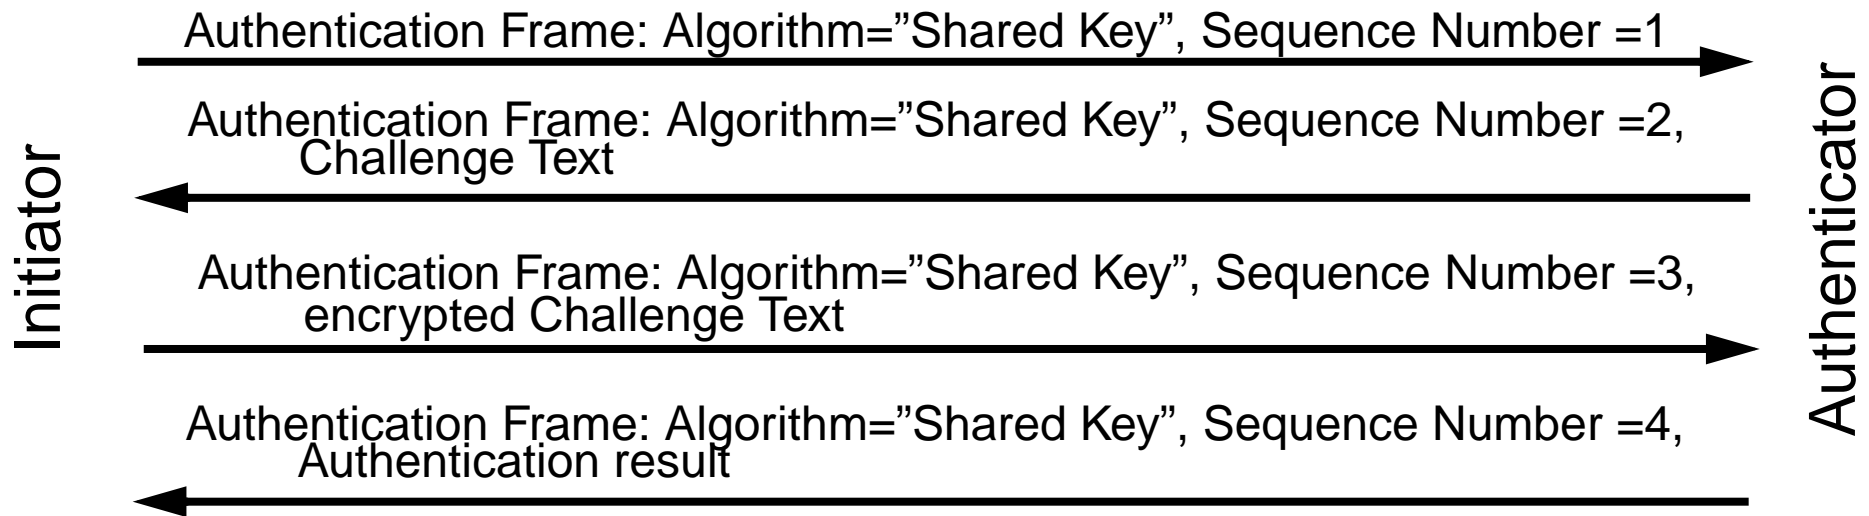 Authentication Frame: Algorithm=”Shared Key”, Sequence Number =1
Authentication Frame: Algorithm=”Shared Key”, Sequence Number =2,
Challenge Text
Initiator
Authenticator
Authentication Frame: Algorithm=”Shared Key”, Sequence Number =3,
encrypted Challenge Text
Authentication Frame: Algorithm=”Shared Key”, Sequence Number =4,
Authentication result